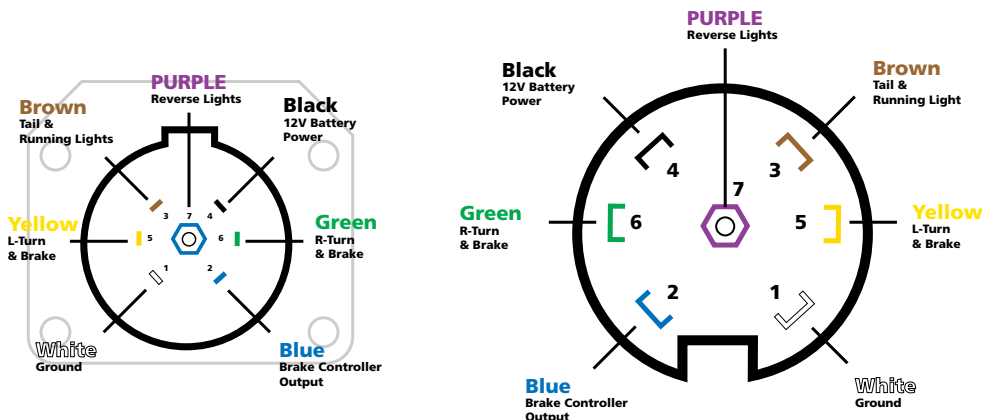 PURPLE
Reverse Lights
Brown
Tail &
Running Lights
Black
12V Battery
Power
Yellow
L-Turn
& Brake
Green
R-Turn
& Brake
3
7
4
5
6
1
2
White
Ground
Blue
Brake Controller
Output
PURPLE
Reverse Lights
Black
12V Battery
Power
Brown
Tail &
Running Light
4
3
7
Green
R-Turn
& Brake
6
5
Yellow
L-Turn
& Brake
2
1
Blue
Brake Controller
Output
White
Ground